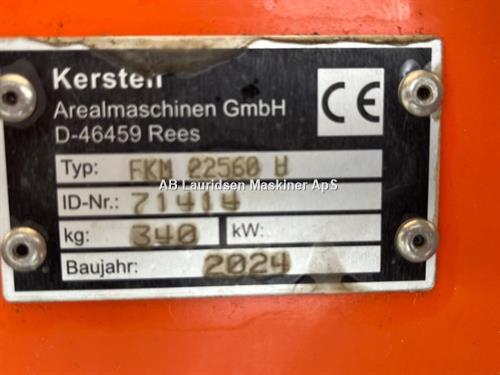 Kersten
Arealmaschinen GmbH
D-46459 Rees
CE
Typ: FKM 22560 H
AB Lauridsen Maskiner ApS
ID-Nr.: 71414
kg: 340 kW:
Baujahr: 2024